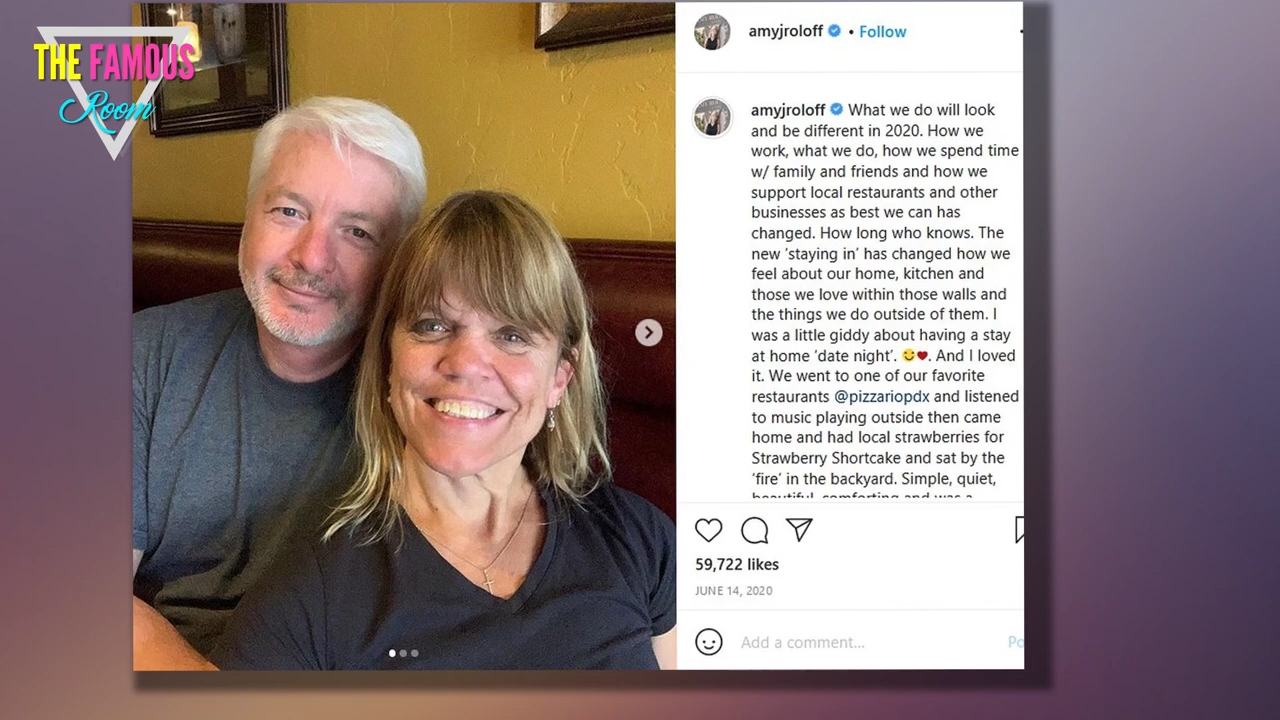 THE FAMOUS
Room
amyjroloff • Follow
amyjroloff What we do will look
and be different in 2020. How we
work, what we do, how we spend time
w/ family and friends and how we
support local restaurants and other
businesses as best we can has
changed. How long who knows. The
new ‘staying in’ has changed how we
feel about our home, kitchen and
those we love within those walls and
the things we do outside of them. I
was a little giddy about having a stay
at home ‘date night’. 😉❤️. And I loved
it. We went to one of our favorite
restaurants @pizzariopdx and listened
to music playing outside then came
home and had local strawberries for
Strawberry Shortcake and sat by the
‘fire’ in the backyard. Simple, quiet,
beautiful, comforting and was a
59,722 likes
JUNE 14, 2020
Add a comment...
Po